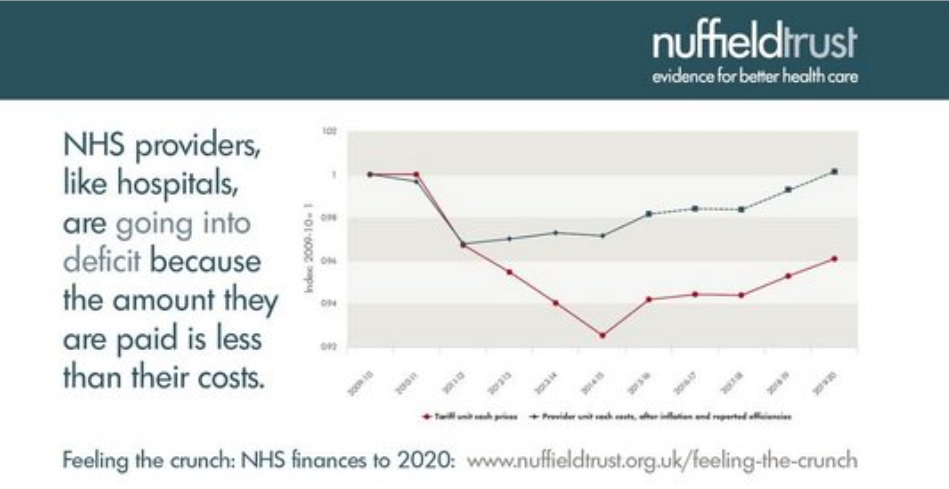 nuffieldtrust
evidence for better health care
NHS providers,
like hospitals,
are going into
deficit because
the amount they
are paid is less
than their costs.
Index 2009-10= 1
1.02
1
0.98
0.96
0.94
0.92
2009-10
2010-11
2011-12
2012-13
2013-14
2014-15
2015-16
2016-17
2017-18
2018-19
2019-20
Tariff unit cash prices
Provider unit cash costs, after inflation and reported efficiencies
Feeling the crunch: NHS finances to 2020: www.nuffieldtrust.org.uk/feeling-the-crunch